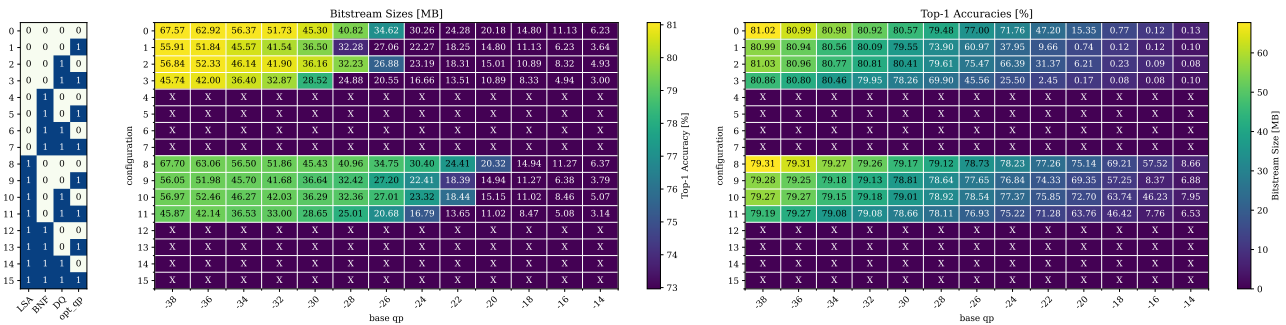 Bitstream Sizes [MB]
Top-1 Accuracies [%]
0 0 0 0 0
1 0 0 0 1
2 0 0 1 0
3 0 0 1 1
4 0 1 0 0
5 0 1 0 1
6 0 1 1 0
7 0 1 1 1
8 1 0 0 0
9 1 0 0 1
10 1 0 1 0
11 1 0 1 1
12 1 1 0 0
13 1 1 0 1
14 1 1 1 0
15 1 1 1 1
LSA BNF DQ opt_qp
configuration
0 67.57 62.92 56.37 51.73 45.30 40.82 34.62 30.26 28.28 20.18 14.80 11.13 6.23
1 55.91 51.84 45.57 41.54 36.50 32.28 27.06 22.27 18.25 14.80 11.13 6.23 3.64
2 56.84 52.33 46.14 41.90 36.16 32.23 26.88 23.19 18.31 15.01 10.89 8.32 4.93
3 45.74 42.00 36.40 32.87 28.52 24.88 20.55 16.66 13.51 10.89 8.33 4.94 3.00
4 X X X X X X X X X X X X X
5 X X X X X X X X X X X X X
6 X X X X X X X X X X X X X
7 X X X X X X X X X X X X X
8 67.70 63.06 56.50 51.86 45.43 40.96 34.75 30.40 24.41 20.32 14.94 11.27 6.37
9 56.05 51.98 45.70 41.68 36.64 32.42 27.20 22.41 18.39 14.94 11.27 6.38 3.79
10 56.97 52.46 46.27 42.03 36.29 32.36 27.01 23.32 18.44 15.15 11.02 8.46 5.07
11 45.87 42.14 36.53 33.00 28.65 25.01 20.68 16.79 13.65 11.02 8.47 5.08 3.14
12 X X X X X X X X X X X X X
13 X X X X X X X X X X X X X
14 X X X X X X X X X X X X X
15 X X X X X X X X X X X X X
-38 -36 -34 -32 -30 -28 -26 -24 -22 -20 -18 -16 -14
base qp
81
80
79
78
77
76
75
74
73
Top-1 Accuracy [%]
configuration
0 81.02 80.99 80.98 80.92 80.57 79.48 77.00 71.76 47.20 15.35 0.77 0.12 0.13
1 80.99 80.94 80.56 80.11 79.55 73.90 60.97 37.95 9.66 0.74 0.12 0.12 0.10
2 81.03 80.96 80.77 80.81 80.41 79.61 75.47 66.39 31.37 6.21 0.23 0.09 0.08
3 80.86 80.80 80.46 79.95 78.26 69.90 45.56 25.50 2.45 0.17 0.08 0.08 0.10
4 X X X X X X X X X X X X X
5 X X X X X X X X X X X X X
6 X X X X X X X X X X X X X
7 X X X X X X X X X X X X X
8 79.31 79.31 79.27 79.26 79.17 79.12 78.73 78.23 77.26 75.14 69.21 57.52 8.66
9 79.28 79.25 79.18 79.13 78.81 78.64 77.65 76.84 74.33 69.35 57.25 8.37 6.88
10 79.27 79.27 79.15 79.18 79.01 78.92 78.54 77.37 75.85 72.70 63.74 46.23 7.95
11 79.19 79.27 79.08 79.08 78.66 78.11 76.93 75.22 71.28 63.76 46.42 7.76 6.53
12 X X X X X X X X X X X X X
13 X X X X X X X X X X X X X
14 X X X X X X X X X X X X X
15 X X X X X X X X X X X X X
-38 -36 -34 -32 -30 -28 -26 -24 -22 -20 -18 -16 -14
base qp
60
50
40
30
20
10
0
Bitstream Size [MB]